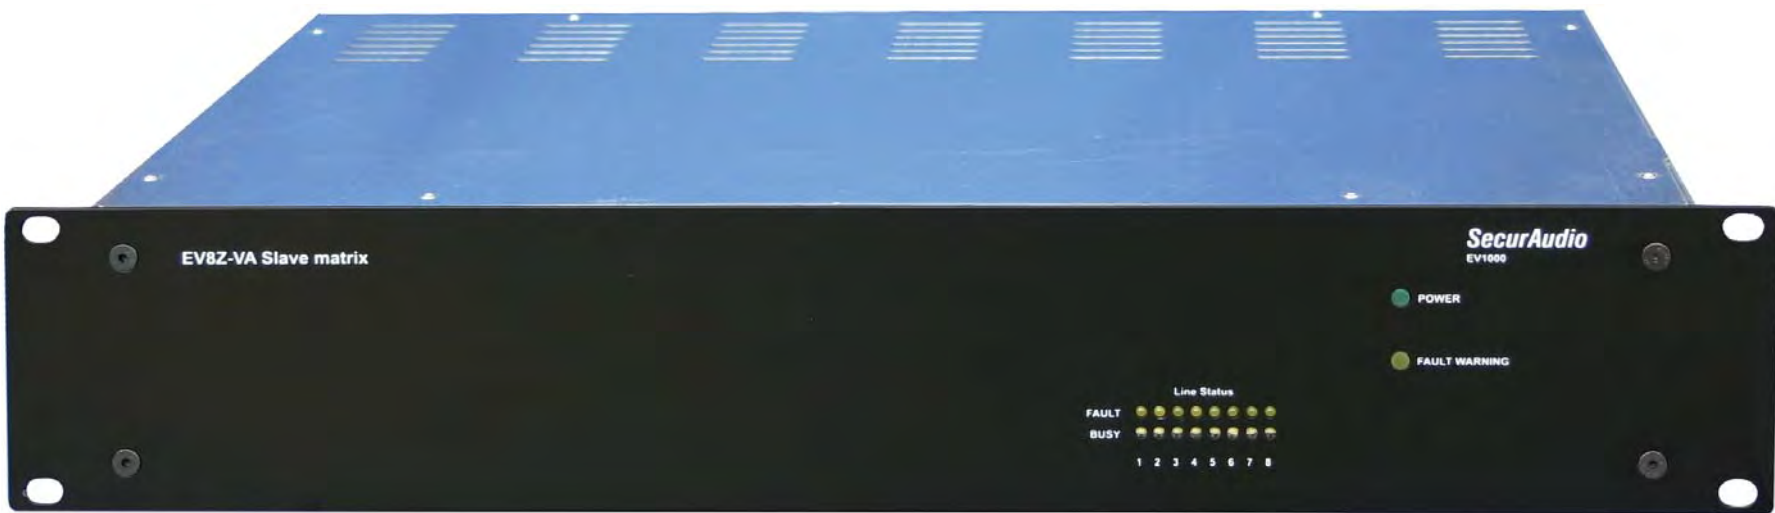 EV8Z-VA Slave matrix
SecurAudio
EV1000
POWER
FAULT WARNING
Line Status
FAULT
BUSY
1 2 3 4 5 6 7 8